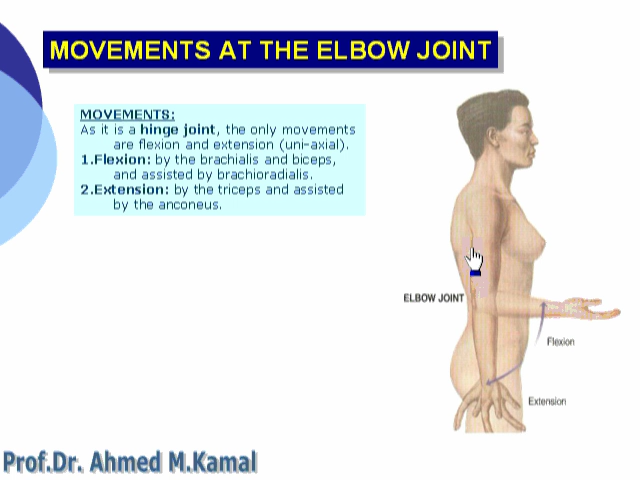 MOVEMENTS AT THE ELBOW JOINT
MOVEMENTS:
As it is a hinge joint, the only movements
are flexion and extension (uni-axial).
1.Flexion: by the brachialis and biceps,
and assisted by brachioradialis.
2.Extension: by the triceps and assisted
by the anconeus.
ELBOW JOINT
Flexion
Extension
Prof.Dr. Ahmed M.Kamal